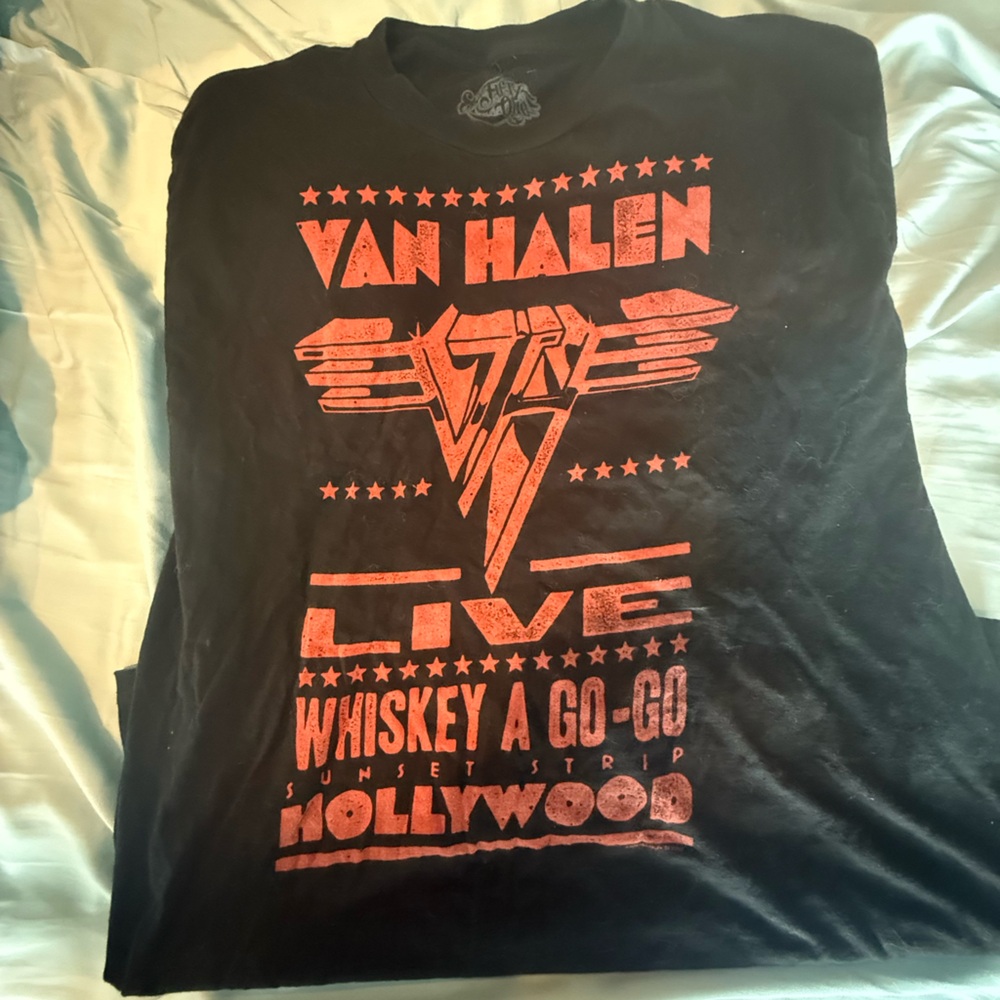 VAN HALEN
LIVE
WHISKEY A GO-GO
SUNSET STRIP
HOLLYWOOD